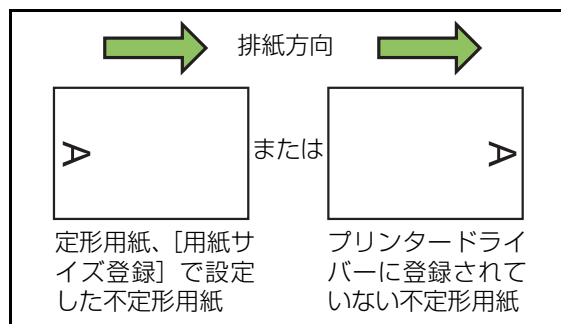 排紙方向
A
または
A
定形用紙、［用紙サ
イズ登録］で設定
した不定形用紙
プリンタードライ
バーに登録されて
いない不定形用紙